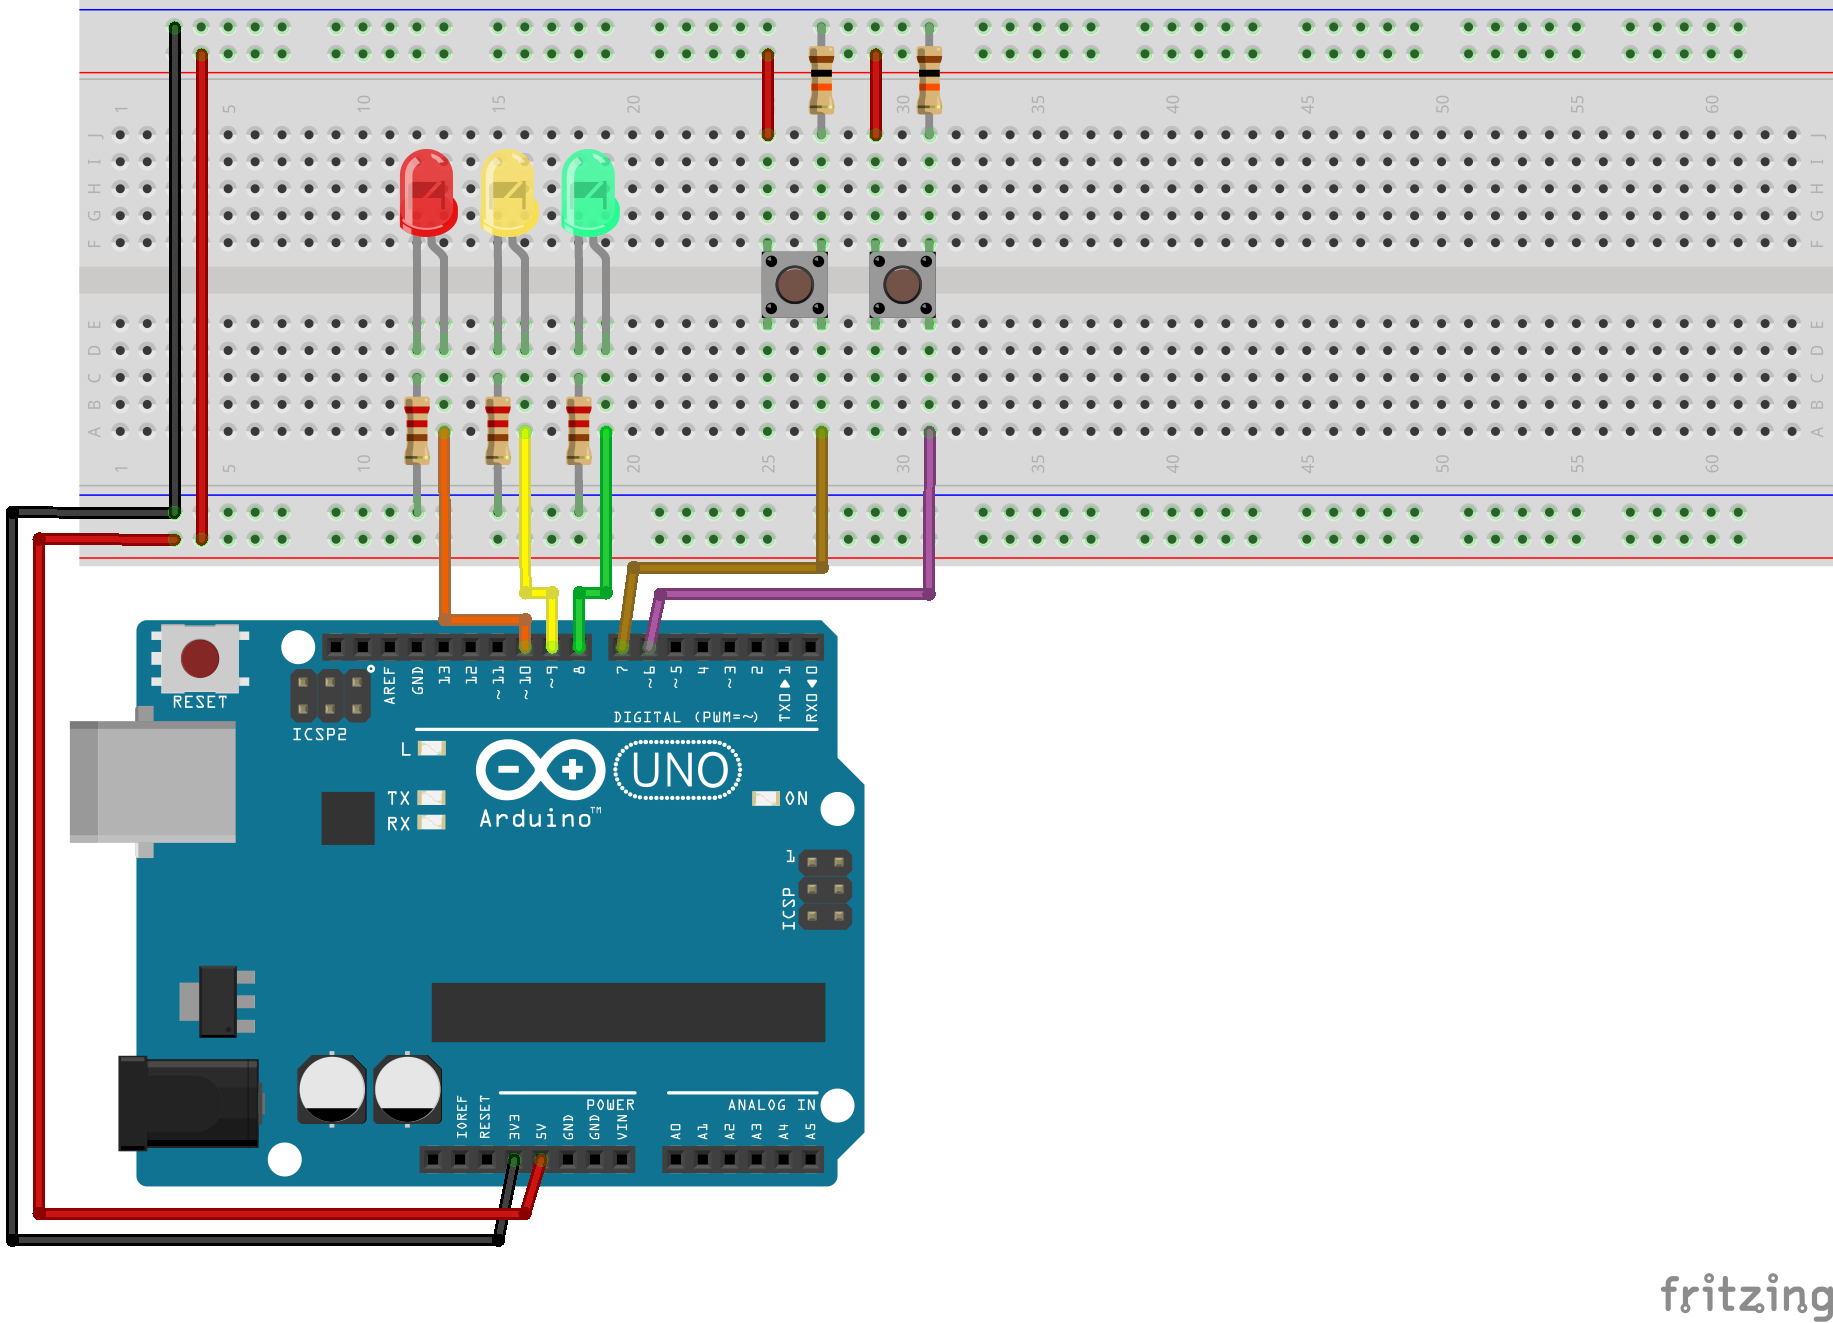 1 5 10 15 20 25 30 35 40 45 50 55 60
J J
I I
H H
G G
F F
E E
D D
C C
B B
A A
1 5 10 15 20 25 30 35 40 45 50 55 60
RESET
ICSP2
AREF
GND
13
12
~11
~10
~9
8
7
~6
~5
4
~3
2
TX0▶1
RX0◀0
DIGITAL (PWM=~)
L
TX
RX
Arduino™
UNO
ON
1
ICSP
IOREF
RESET
3V3
5V
GND
GND
VIN
POWER
ANALOG IN
A0
A1
A2
A3
A4
A5
fritzing